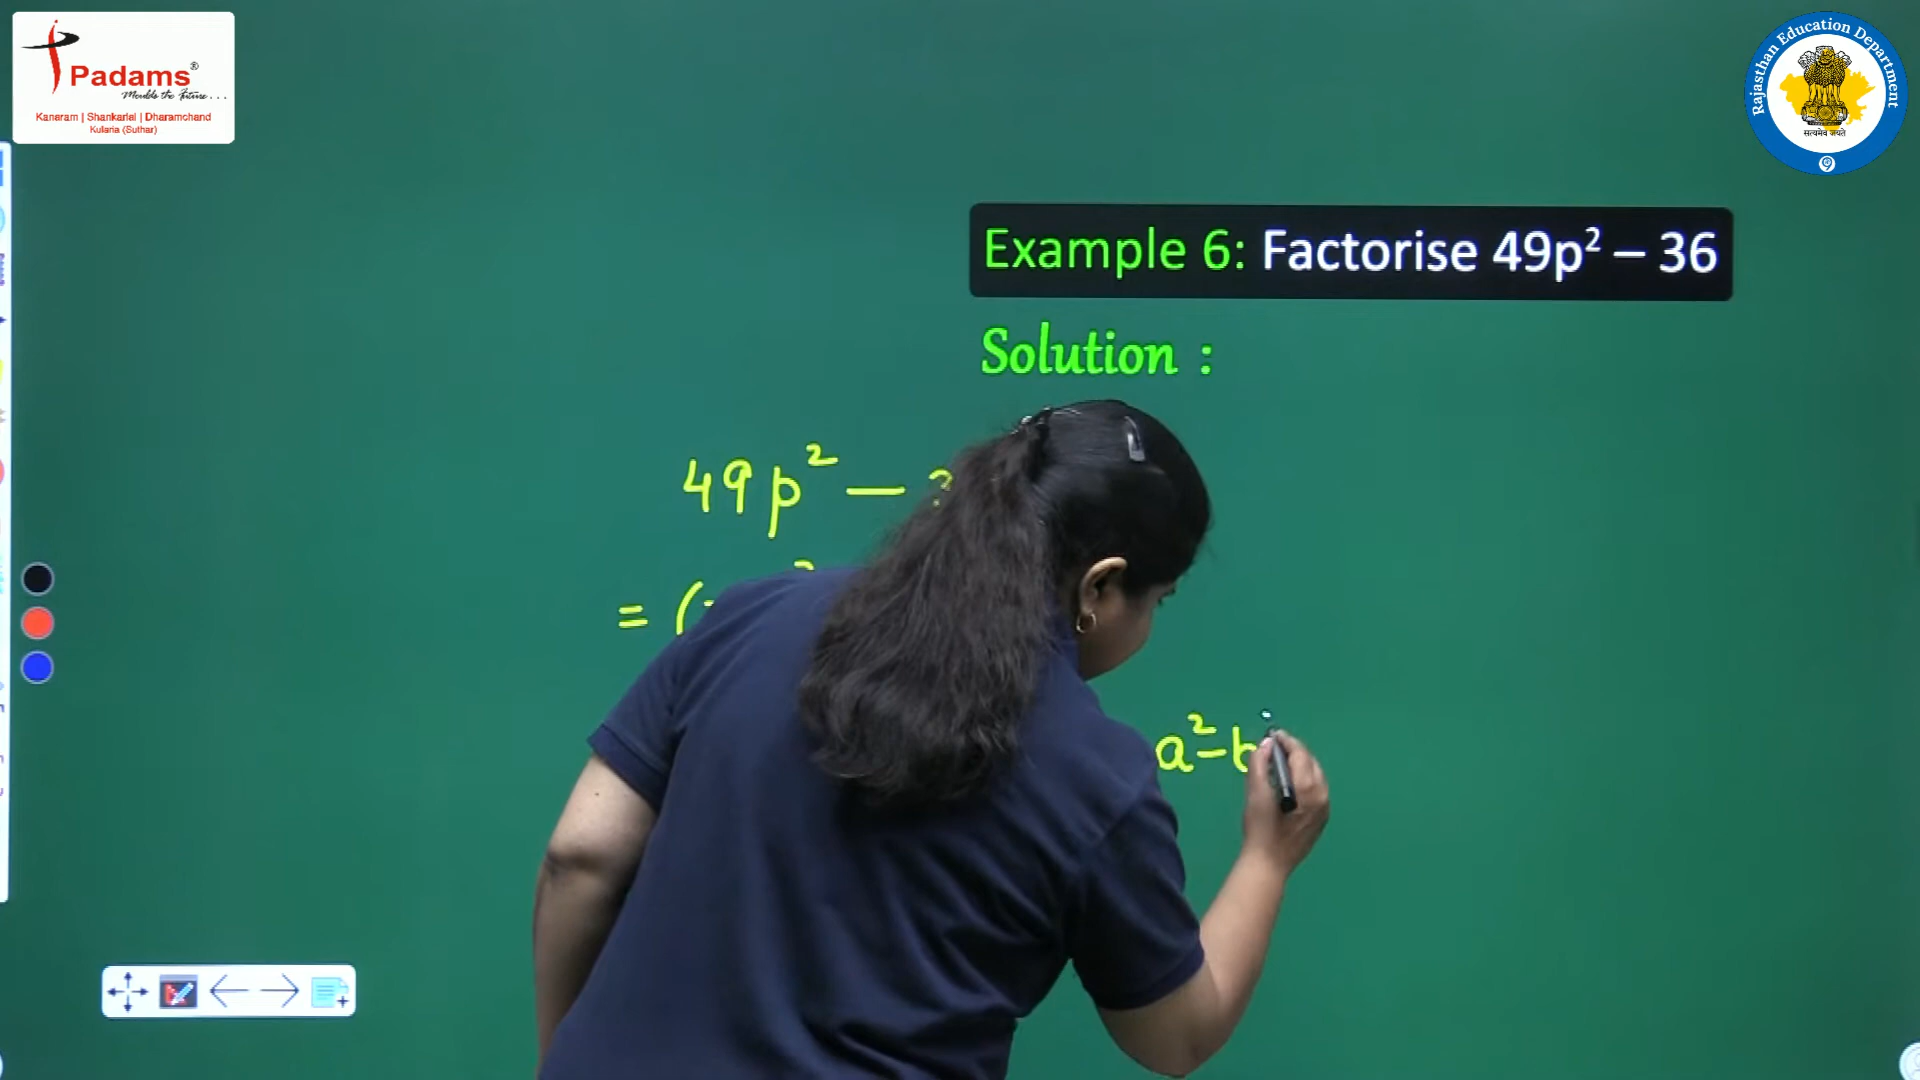 Padams®
Moulds the Future...
Kanaram | Shankarlal | Dharamchand
Kularia (Suthar)
Rajasthan Education Department
सत्यमेव जयते
Example 6: Factorise 49p² – 36
Solution :
49p² –
= (
a²-b